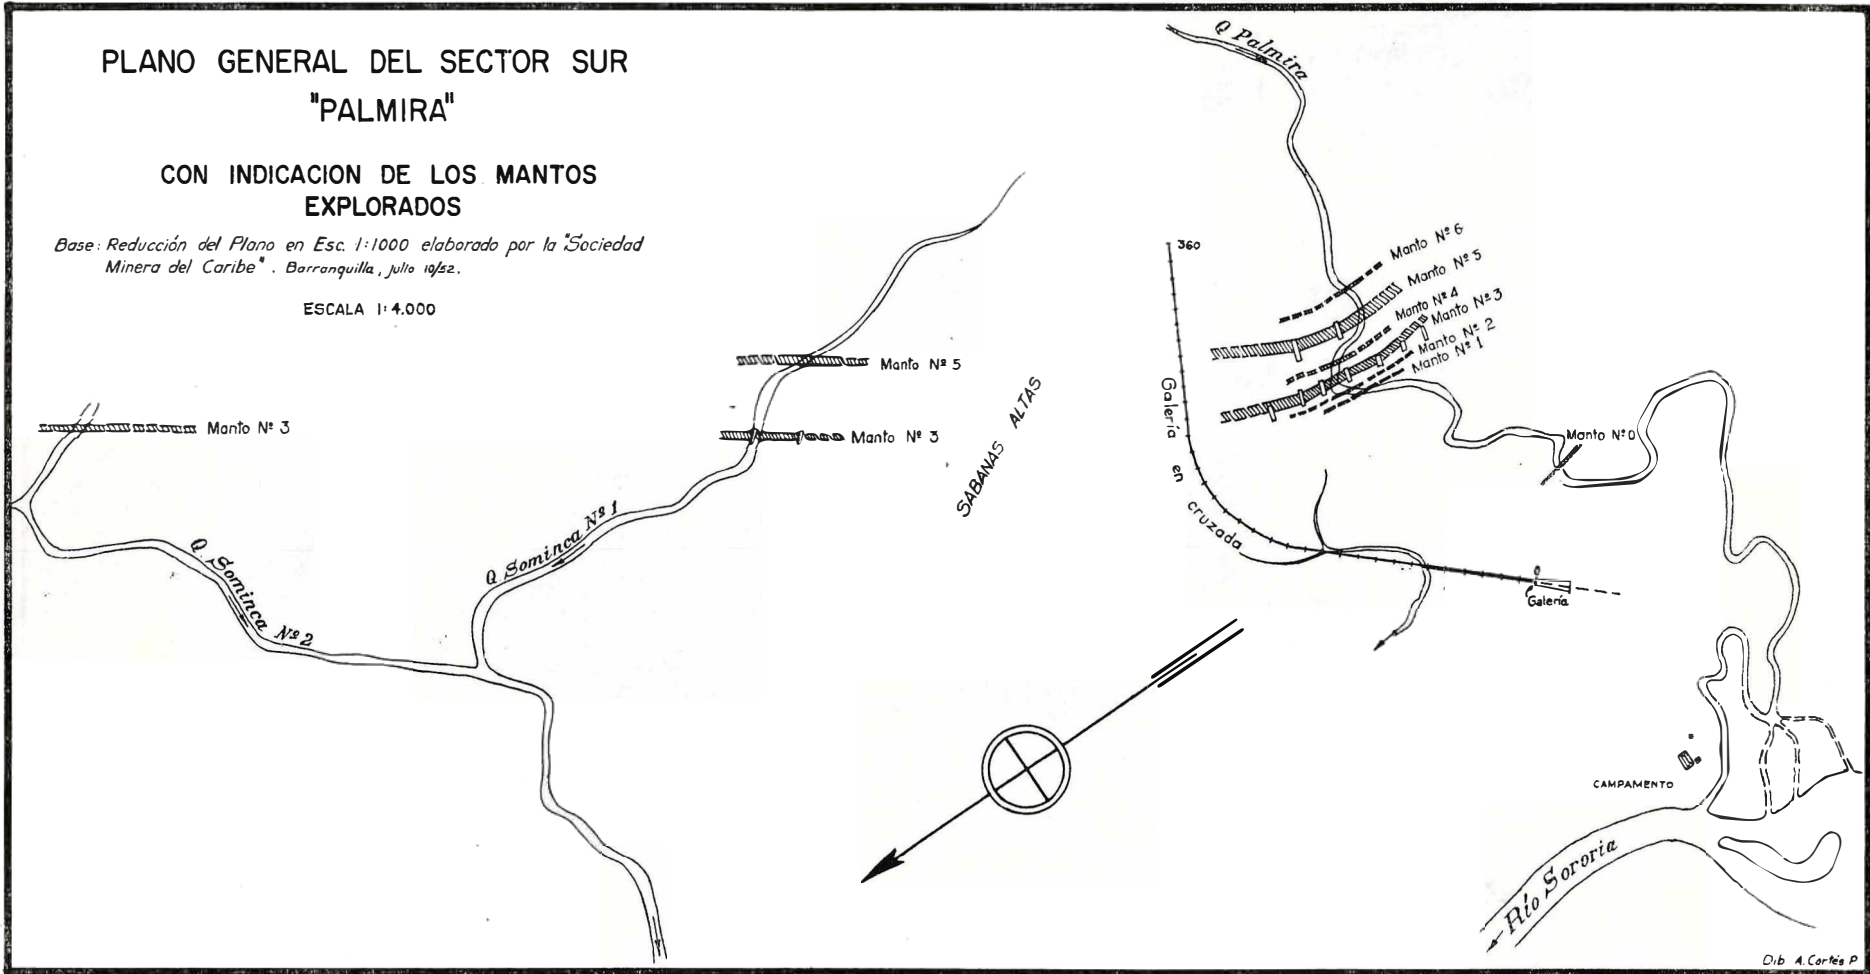 PLANO GENERAL DEL SECTOR SUR
"PALMIRA"
CON INDICACION DE LOS MANTOS
EXPLORADOS
Base: Reducción del Plano en Esc. 1:1000 elaborado por la "Sociedad
Minera del Caribe". Barranquilla, julio 10/52.
ESCALA 1:4.000
Q Palmira
360
Manto Nº 6
Manto Nº 5
Manto Nº 4
Manto Nº 3
Manto Nº 2
Manto Nº 1
Manto Nº 5
Manto Nº 3
Manto Nº 3
SABANAS ALTAS
Galería en cruzada
Manto Nº 0
Q Sominca Nº 1
Q Sominca Nº 2
0
Galería
CAMPAMENTO
Río Sororia
Dib A. Cortés P